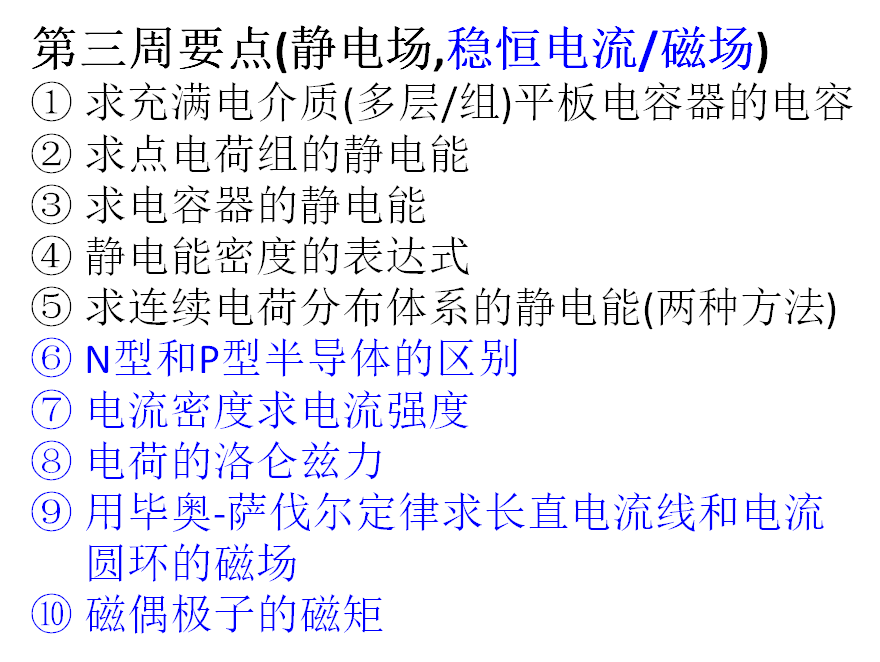 第三周要点(静电场,稳恒电流/磁场)
① 求充满电介质(多层/组)平板电容器的电容
② 求点电荷组的静电能
③ 求电容器的静电能
④ 静电能密度的表达式
⑤ 求连续电荷分布体系的静电能(两种方法)
⑥ N型和P型半导体的区别
⑦ 电流密度求电流强度
⑧ 电荷的洛仑兹力
⑨ 用毕奥-萨伐尔定律求长直电流线和电流
圆环的磁场
⑩ 磁偶极子的磁矩